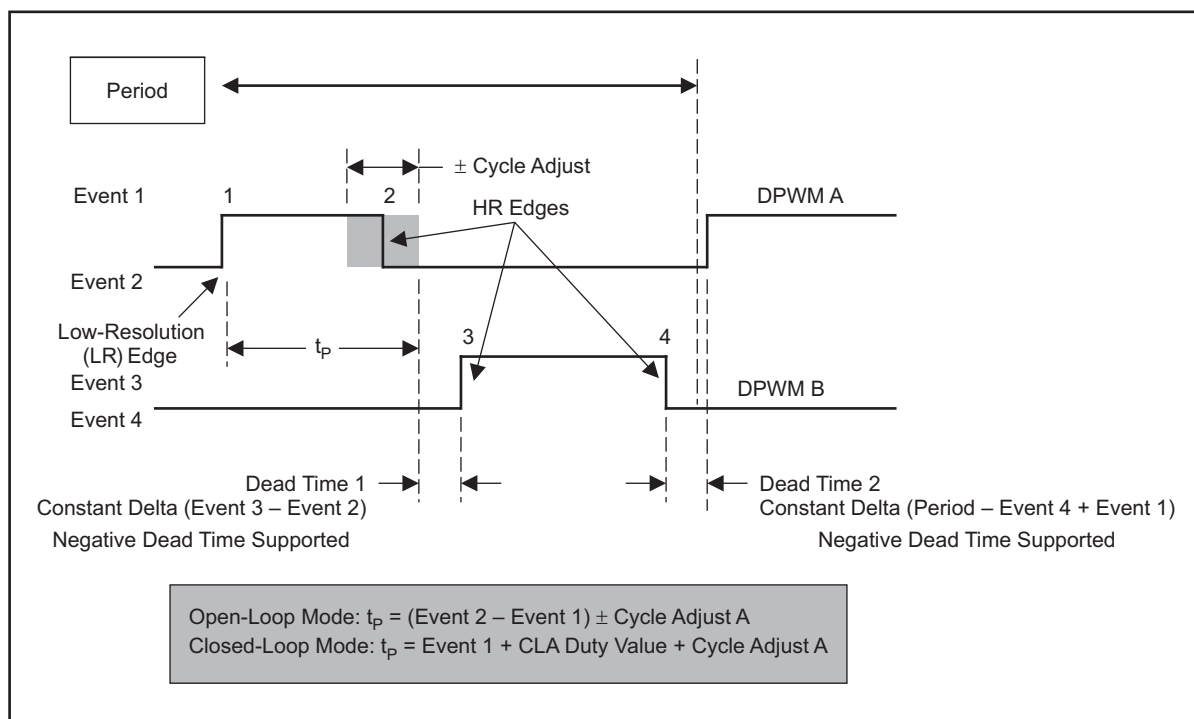 Period
± Cycle Adjust
Event 1
1
2
HR Edges
DPWM A
Event 2
Low-Resolution
(LR) Edge
tP
3
4
Event 3
DPWM B
Event 4
Dead Time 1
Constant Delta (Event 3 – Event 2)
Negative Dead Time Supported
Dead Time 2
Constant Delta (Period – Event 4 + Event 1)
Negative Dead Time Supported
Open-Loop Mode: tP = (Event 2 – Event 1) ± Cycle Adjust A
Closed-Loop Mode: tP = Event 1 + CLA Duty Value + Cycle Adjust A